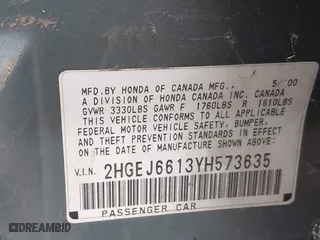 MFD.BY HONDA OF CANADA MFG., 5/00
A DIVISION OF HONDA CANADA INC. CANADA
GVWR 3330LBS GAWR F 1760LBS R 1610LBS
THIS VEHICLE CONFORMS TO ALL APPLICABLE
FEDERAL MOTOR VEHICLE SAFETY, BUMPER,
AND THEFT PREVENTION STANDARDS IN EFFECT ON
THE DATE OF MANUFACTURE SHOWN ABOVE.
V.I.N. 2HGEJ6613YH573635
PASSENGER CAR
DREAMBID